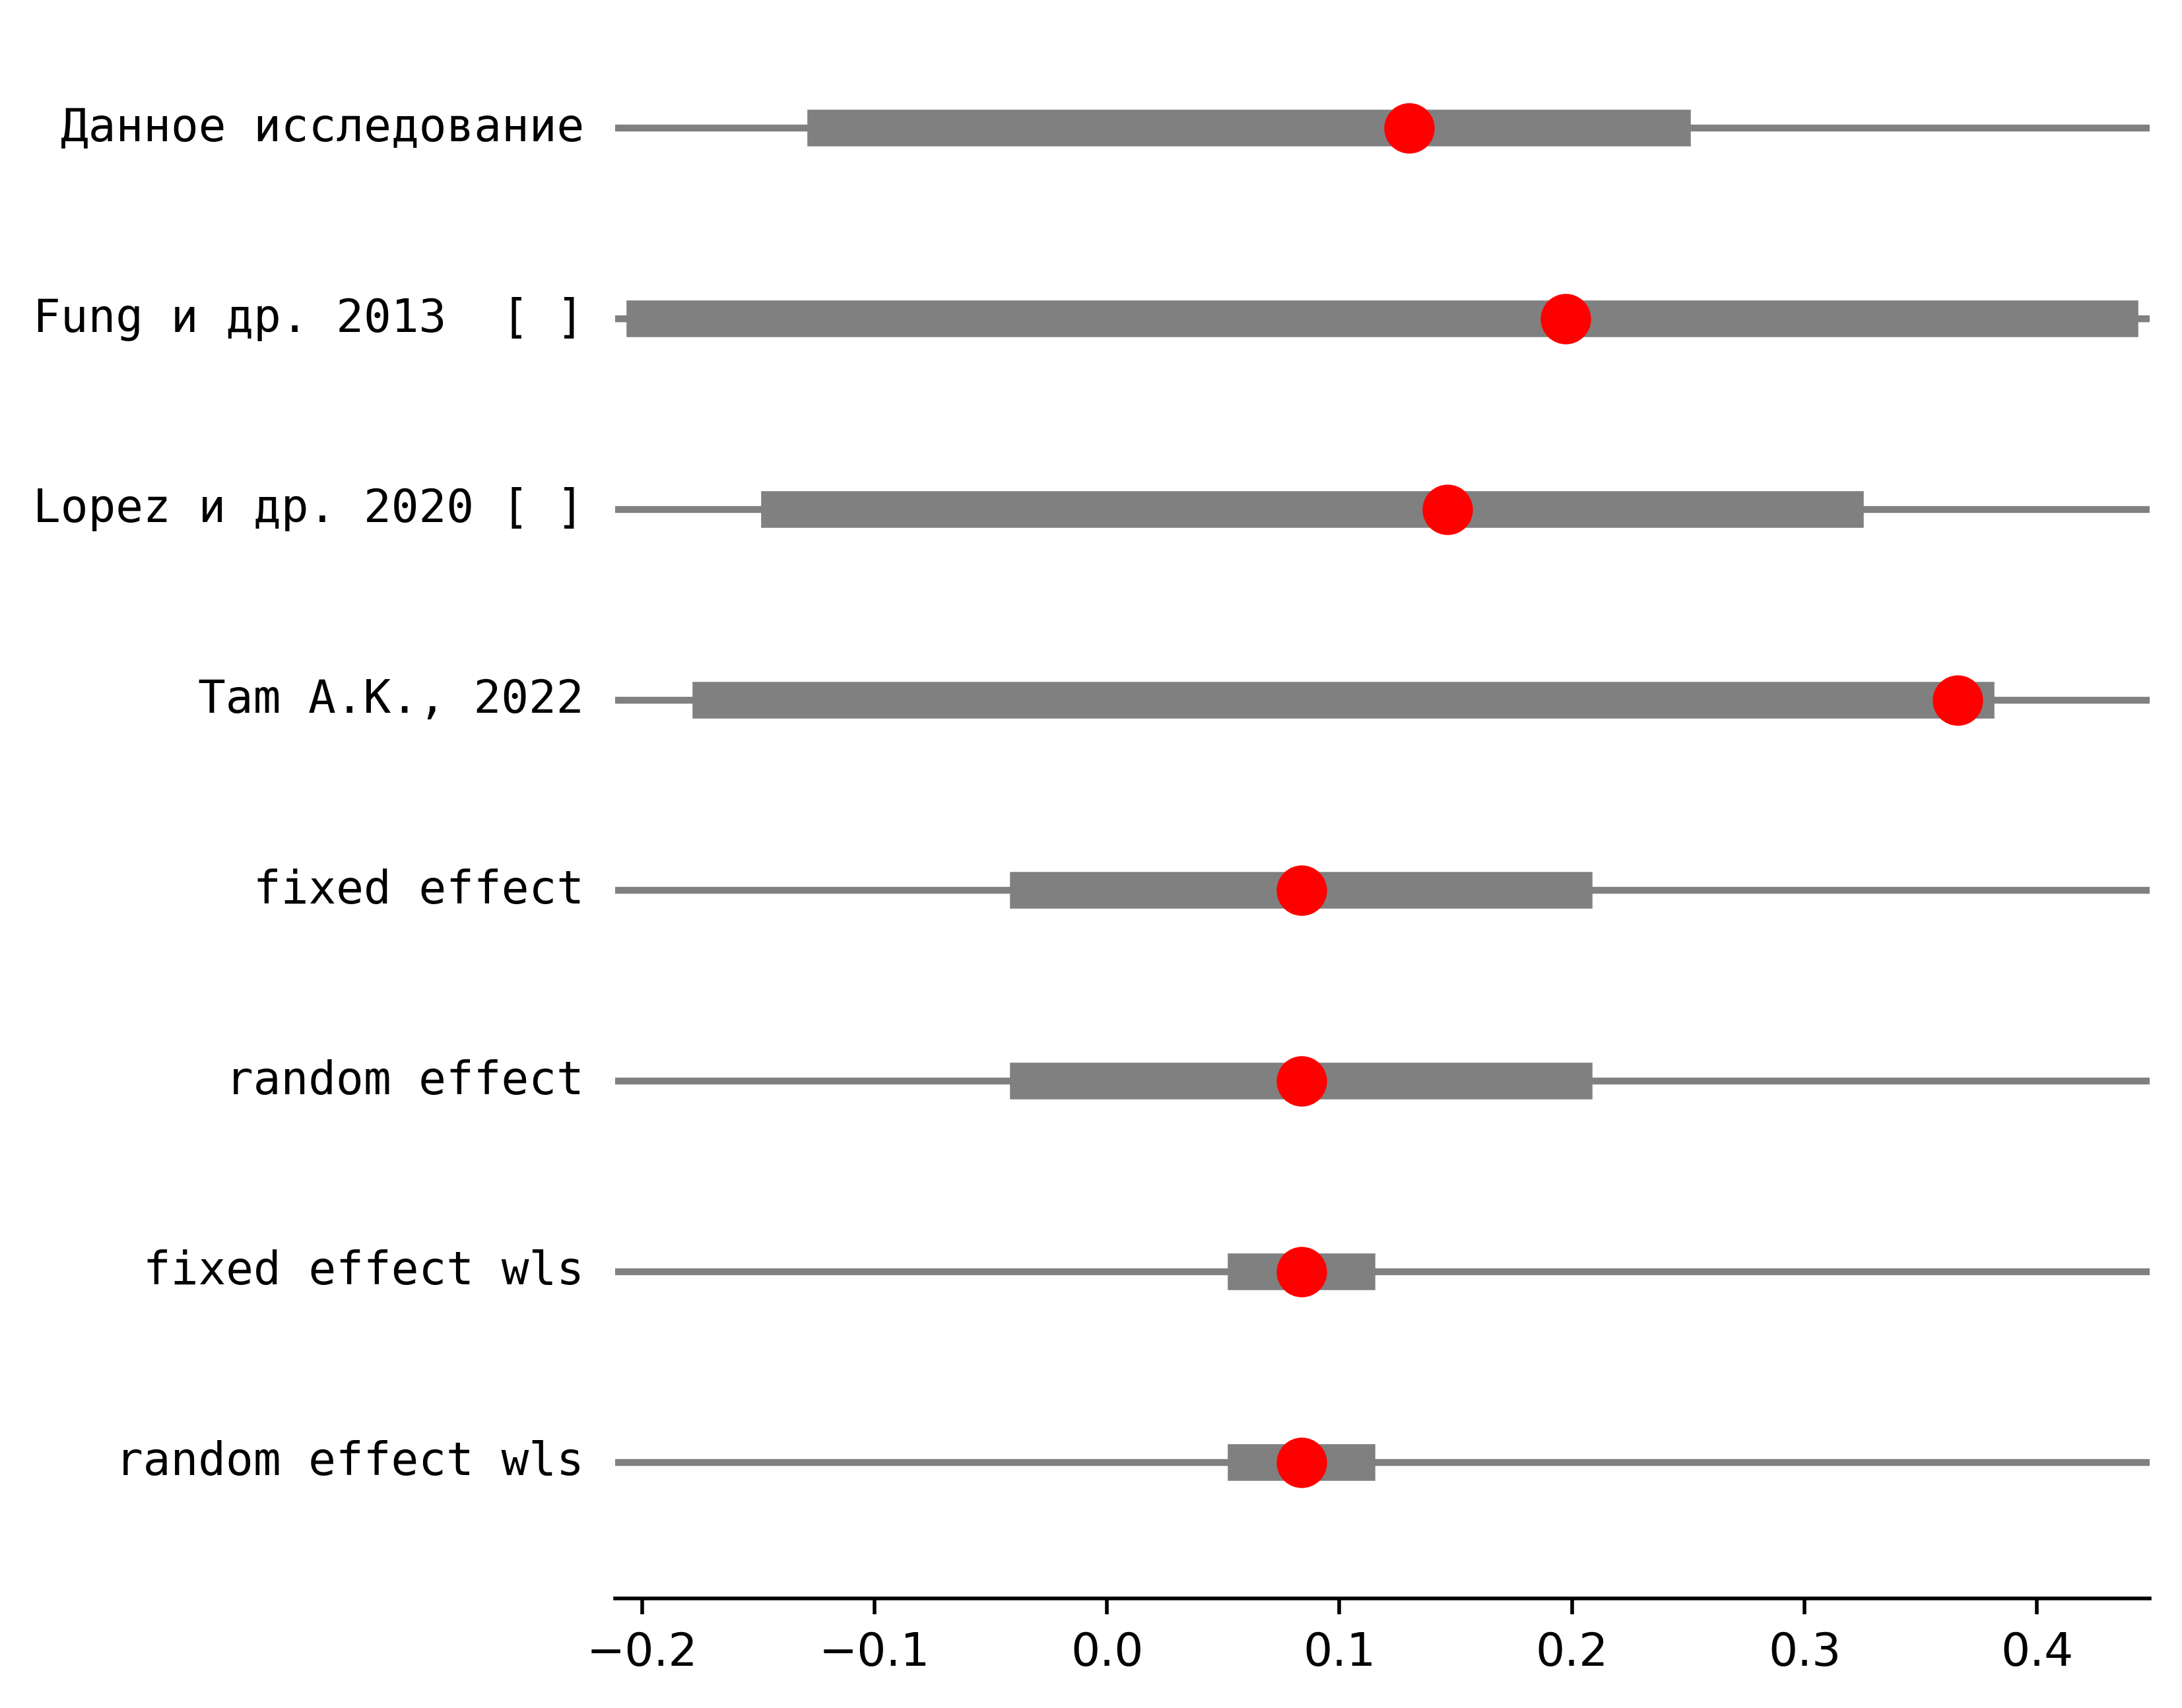 Данное исследование
Fung и др. 2013  [ ]
Lopez и др. 2020 [ ]
Tam A.K., 2022
fixed effect
random effect
fixed effect wls
random effect wls
−0.2 −0.1 0.0 0.1 0.2 0.3 0.4